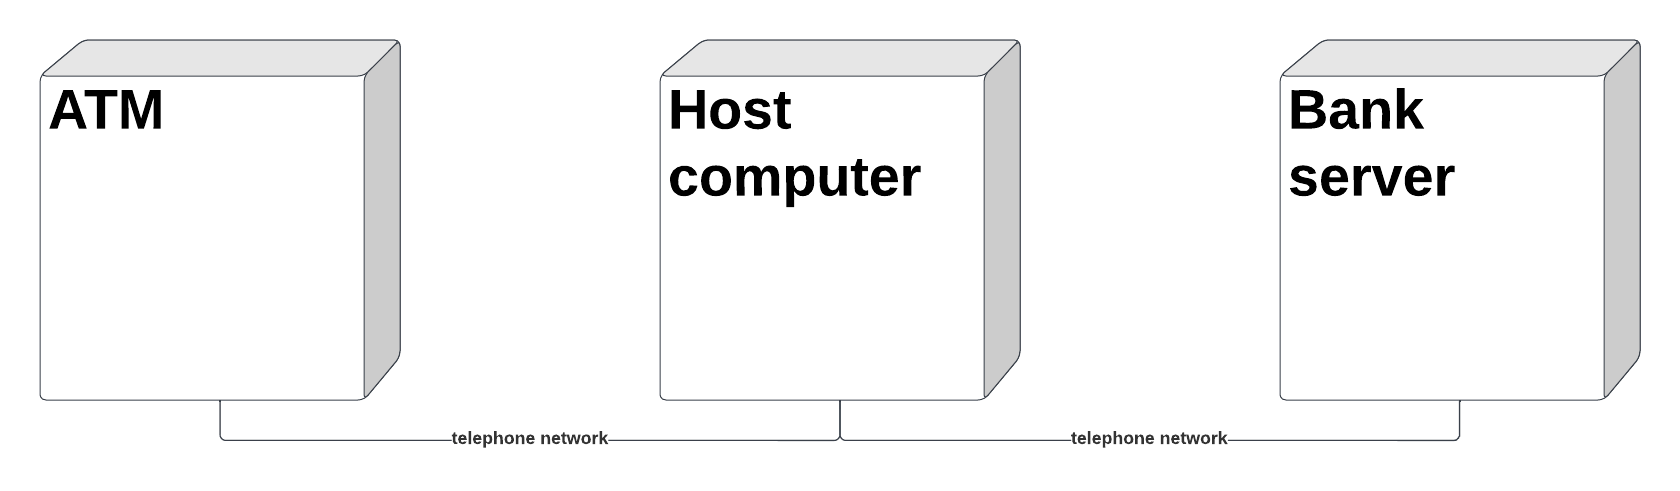 ATM
Host
computer
Bank
server
telephone network
telephone network